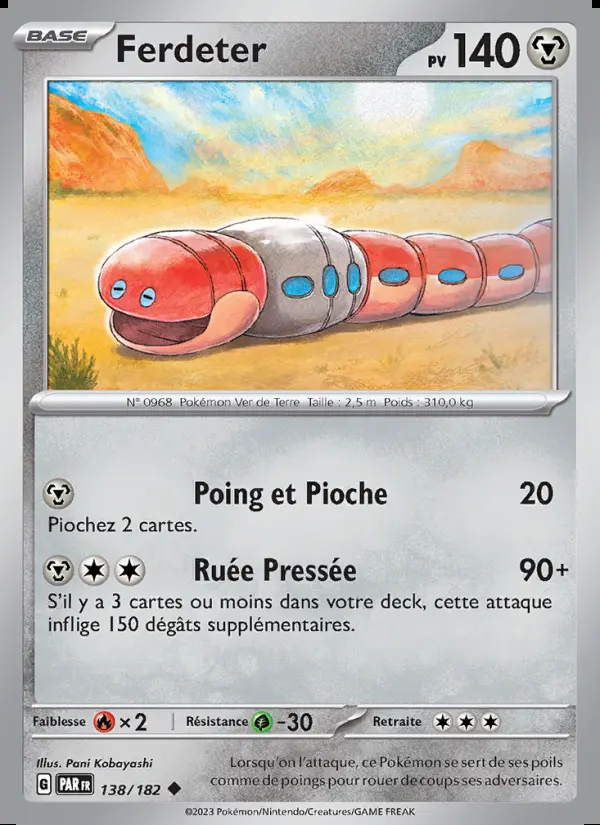 BASE Ferdeter PV 140
N° 0968 Pokémon Ver de Terre Taille : 2,5 m Poids : 310,0 kg
Poing et Pioche 20
Piochez 2 cartes.
Ruée Pressée 90+
S'il y a 3 cartes ou moins dans votre deck, cette attaque
inflige 150 dégâts supplémentaires.
Faiblesse ×2 Résistance -30 Retraite
Illus. Pani Kobayashi
G PAR FR 138/182
Lorsqu'on l'attaque, ce Pokémon se sert de ses poils
comme de poings pour rouer de coups ses adversaires.
©2023 Pokémon/Nintendo/Creatures/GAME FREAK